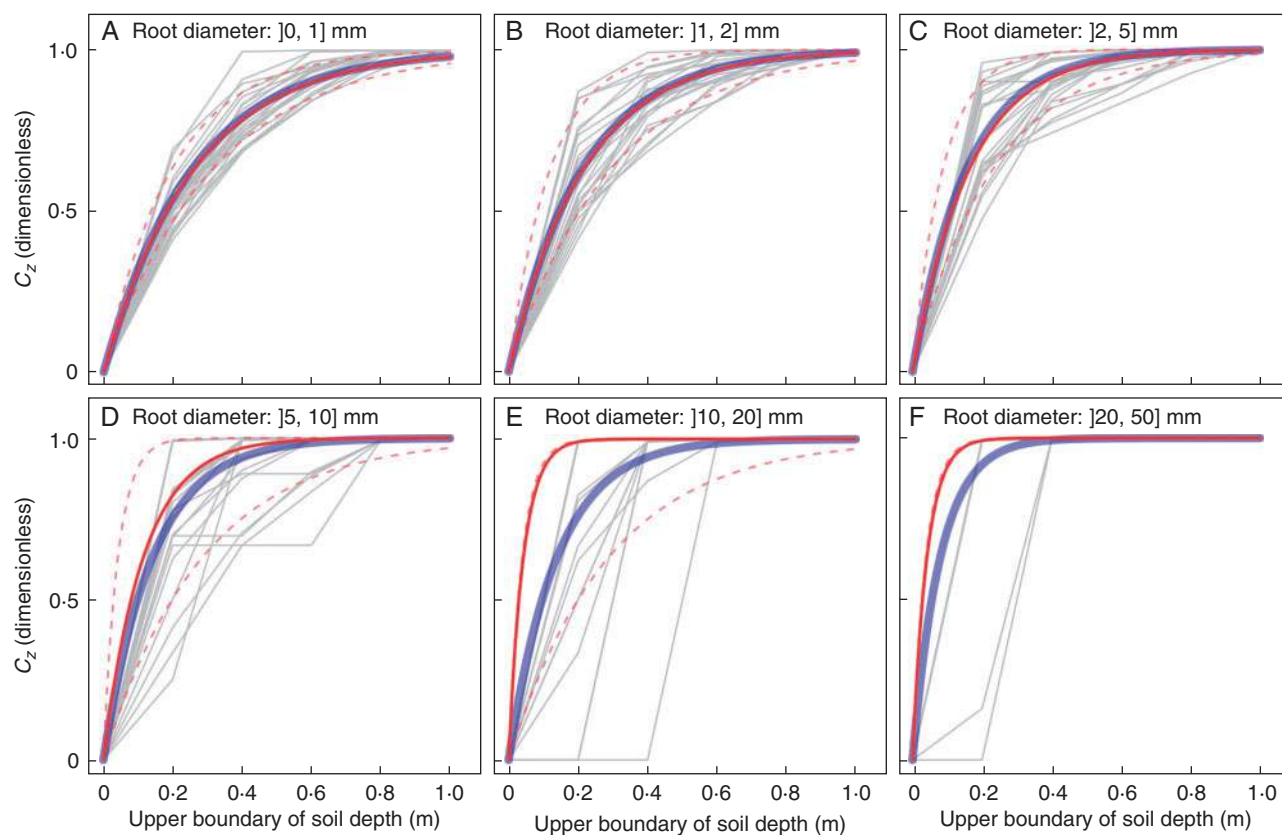 A Root diameter: ]0, 1] mm
B Root diameter: ]1, 2] mm
C Root diameter: ]2, 5] mm
1·0
0·5
0
C_z (dimensionless)
D Root diameter: ]5, 10] mm
E Root diameter: ]10, 20] mm
F Root diameter: ]20, 50] mm
1·0
0·5
0
C_z (dimensionless)
0 0·2 0·4 0·6 0·8 1·0
0 0·2 0·4 0·6 0·8 1·0
0 0·2 0·4 0·6 0·8 1·0
Upper boundary of soil depth (m)
Upper boundary of soil depth (m)
Upper boundary of soil depth (m)